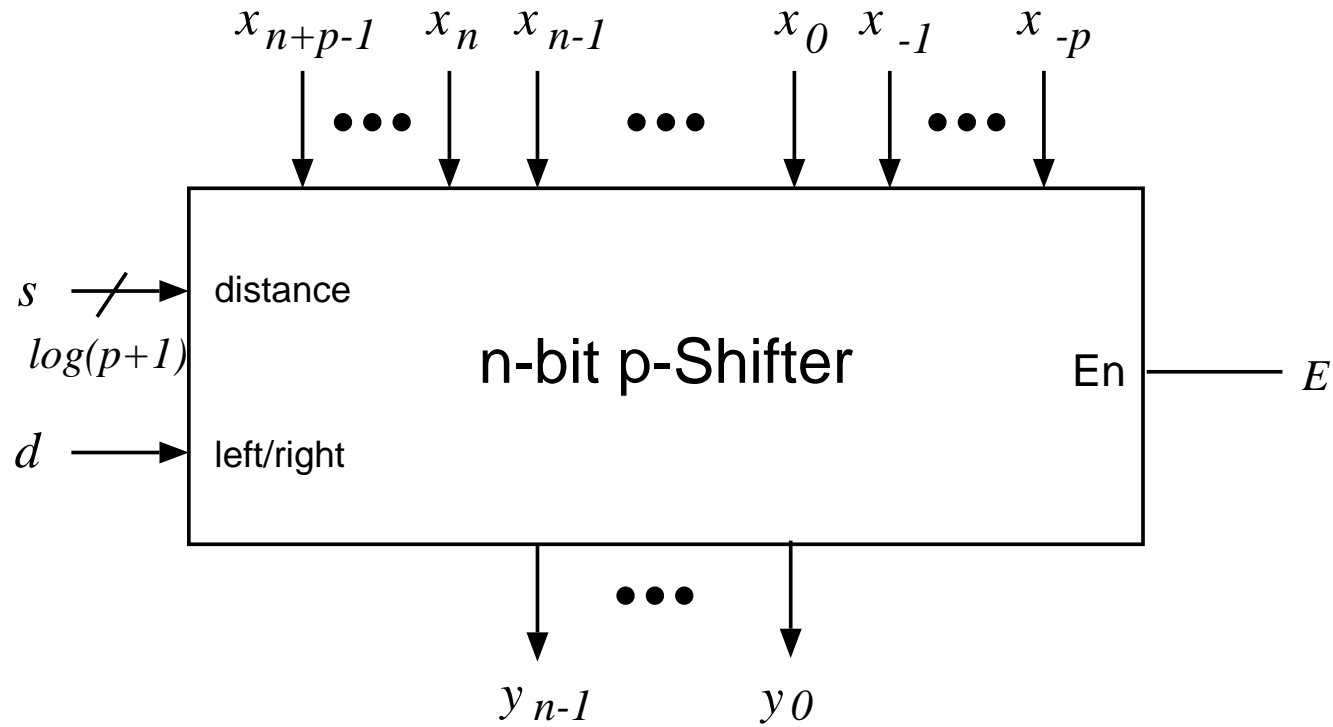 x n+p-1 x n x n-1 x 0 x -1 x -p
s distance
log(p+1)
n-bit p-Shifter
En E
d left/right
y n-1 y 0